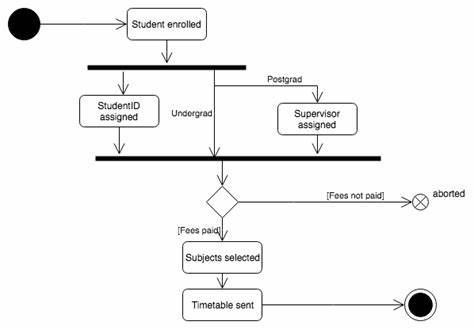 Student enrolled
Postgrad
StudentID
assigned
Undergrad
Supervisor
assigned
[Fees not paid]
aborted
[Fees paid]
Subjects selected
Timetable sent